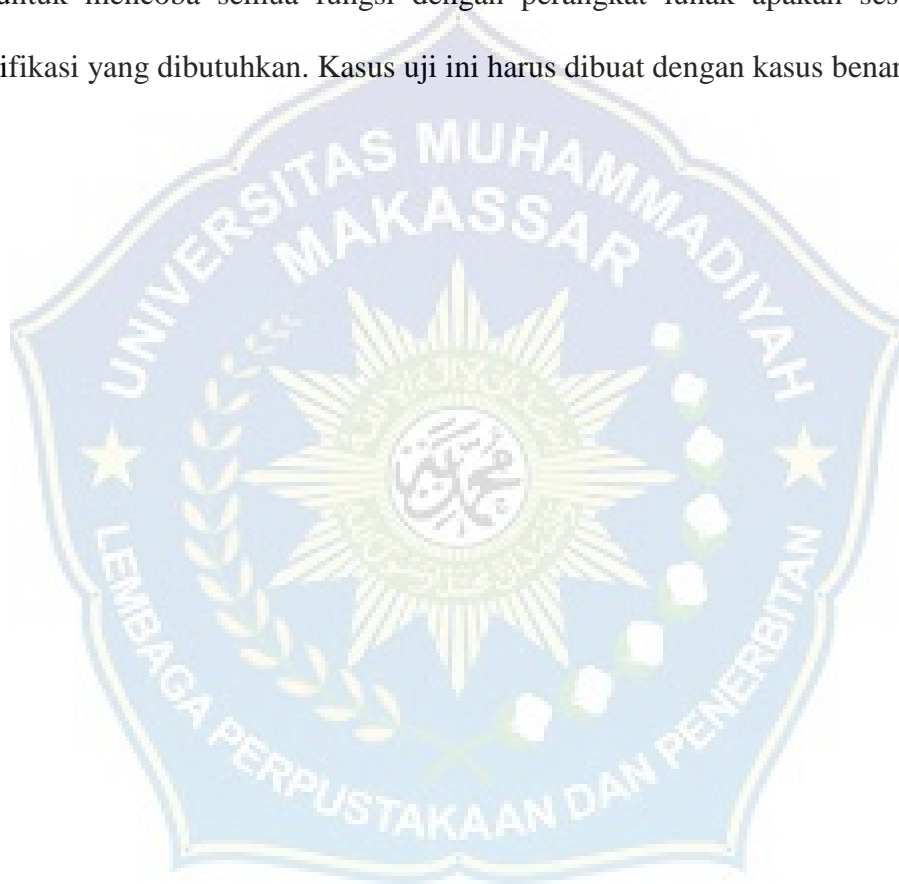 untuk mencoba semua fungsi dengan perangkat lunak apakah ses
ifikasi yang dibutuhkan. Kasus uji ini harus dibuat dengan kasus benar
UNIVERSITAS MUHAMMADIYAH
MAKASSAR
LEMBAGA PERPUSTAKAAN DAN PENERBITAN